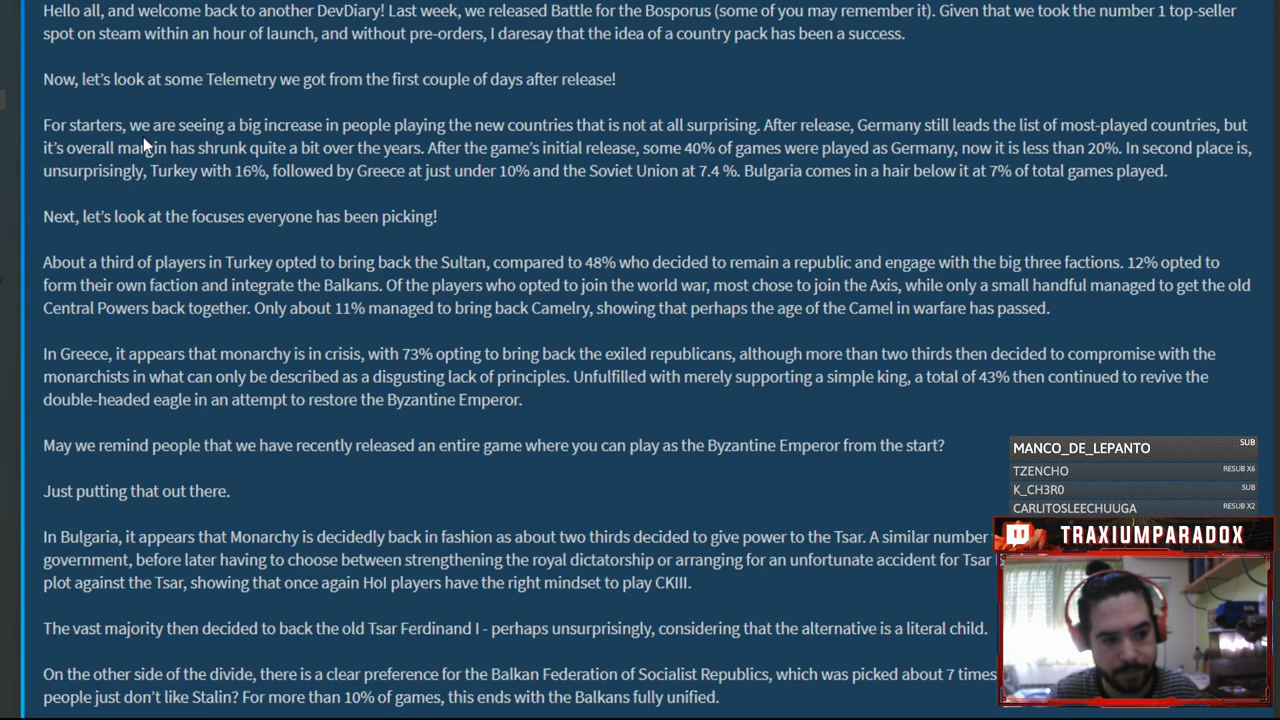 Hello all, and welcome back to another DevDiary! Last week, we released Battle for the Bosporus (some of you may remember it). Given that we took the number 1 top-seller
spot on steam within an hour of launch, and without pre-orders, I daresay that the idea of a country pack has been a success.
Now, let's look at some Telemetry we got from the first couple of days after release!
For starters, we are seeing a big increase in people playing the new countries that is not at all surprising. After release, Germany still leads the list of most-played countries, but
it's overall margin has shrunk quite a bit over the years. After the game's initial release, some 40% of games were played as Germany, now it is less than 20%. In second place is,
unsurprisingly, Turkey with 16%, followed by Greece at just under 10% and the Soviet Union at 7.4 %. Bulgaria comes in a hair below it at 7% of total games played.
Next, let's look at the focuses everyone has been picking!
About a third of players in Turkey opted to bring back the Sultan, compared to 48% who decided to remain a republic and engage with the big three factions. 12% opted to
form their own faction and integrate the Balkans. Of the players who opted to join the world war, most chose to join the Axis, while only a small handful managed to get the old
Central Powers back together. Only about 11% managed to bring back Camelry, showing that perhaps the age of the Camel in warfare has passed.
In Greece, it appears that monarchy is in crisis, with 73% opting to bring back the exiled republicans, although more than two thirds then decided to compromise with the
monarchists in what can only be described as a disgusting lack of principles. Unfulfilled with merely supporting a simple king, a total of 43% then continued to revive the
double-headed eagle in an attempt to restore the Byzantine Emperor.
May we remind people that we have recently released an entire game where you can play as the Byzantine Emperor from the start?
Just putting that out there.
In Bulgaria, it appears that Monarchy is decidedly back in fashion as about two thirds decided to give power to the Tsar. A similar number
government, before later having to choose between strengthening the royal dictatorship or arranging for an unfortunate accident for Tsar
plot against the Tsar, showing that once again HoI players have the right mindset to play CKIII.
The vast majority then decided to back the old Tsar Ferdinand I - perhaps unsurprisingly, considering that the alternative is a literal child.
On the other side of the divide, there is a clear preference for the Balkan Federation of Socialist Republics, which was picked about 7 times
people just don't like Stalin? For more than 10% of games, this ends with the Balkans fully unified.
MANCO_DE_LEPANTO SUB
TZENCHO RESUB X6
K_CH3R0 SUB
CARLITOSLEECHUUGA RESUB X2
TRAXIUMPARADOX